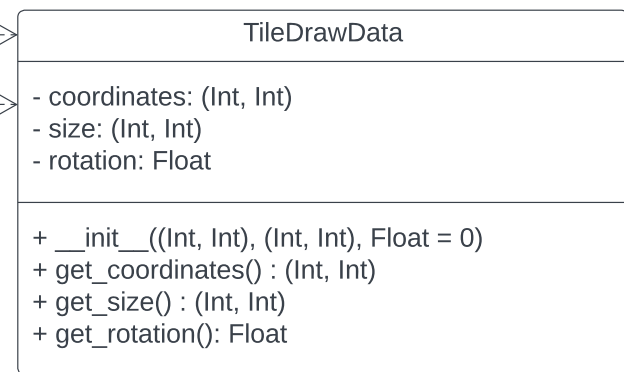 TileDrawData
- coordinates: (Int, Int)
- size: (Int, Int)
- rotation: Float
+ __init__((Int, Int), (Int, Int), Float = 0)
+ get_coordinates() : (Int, Int)
+ get_size() : (Int, Int)
+ get_rotation(): Float